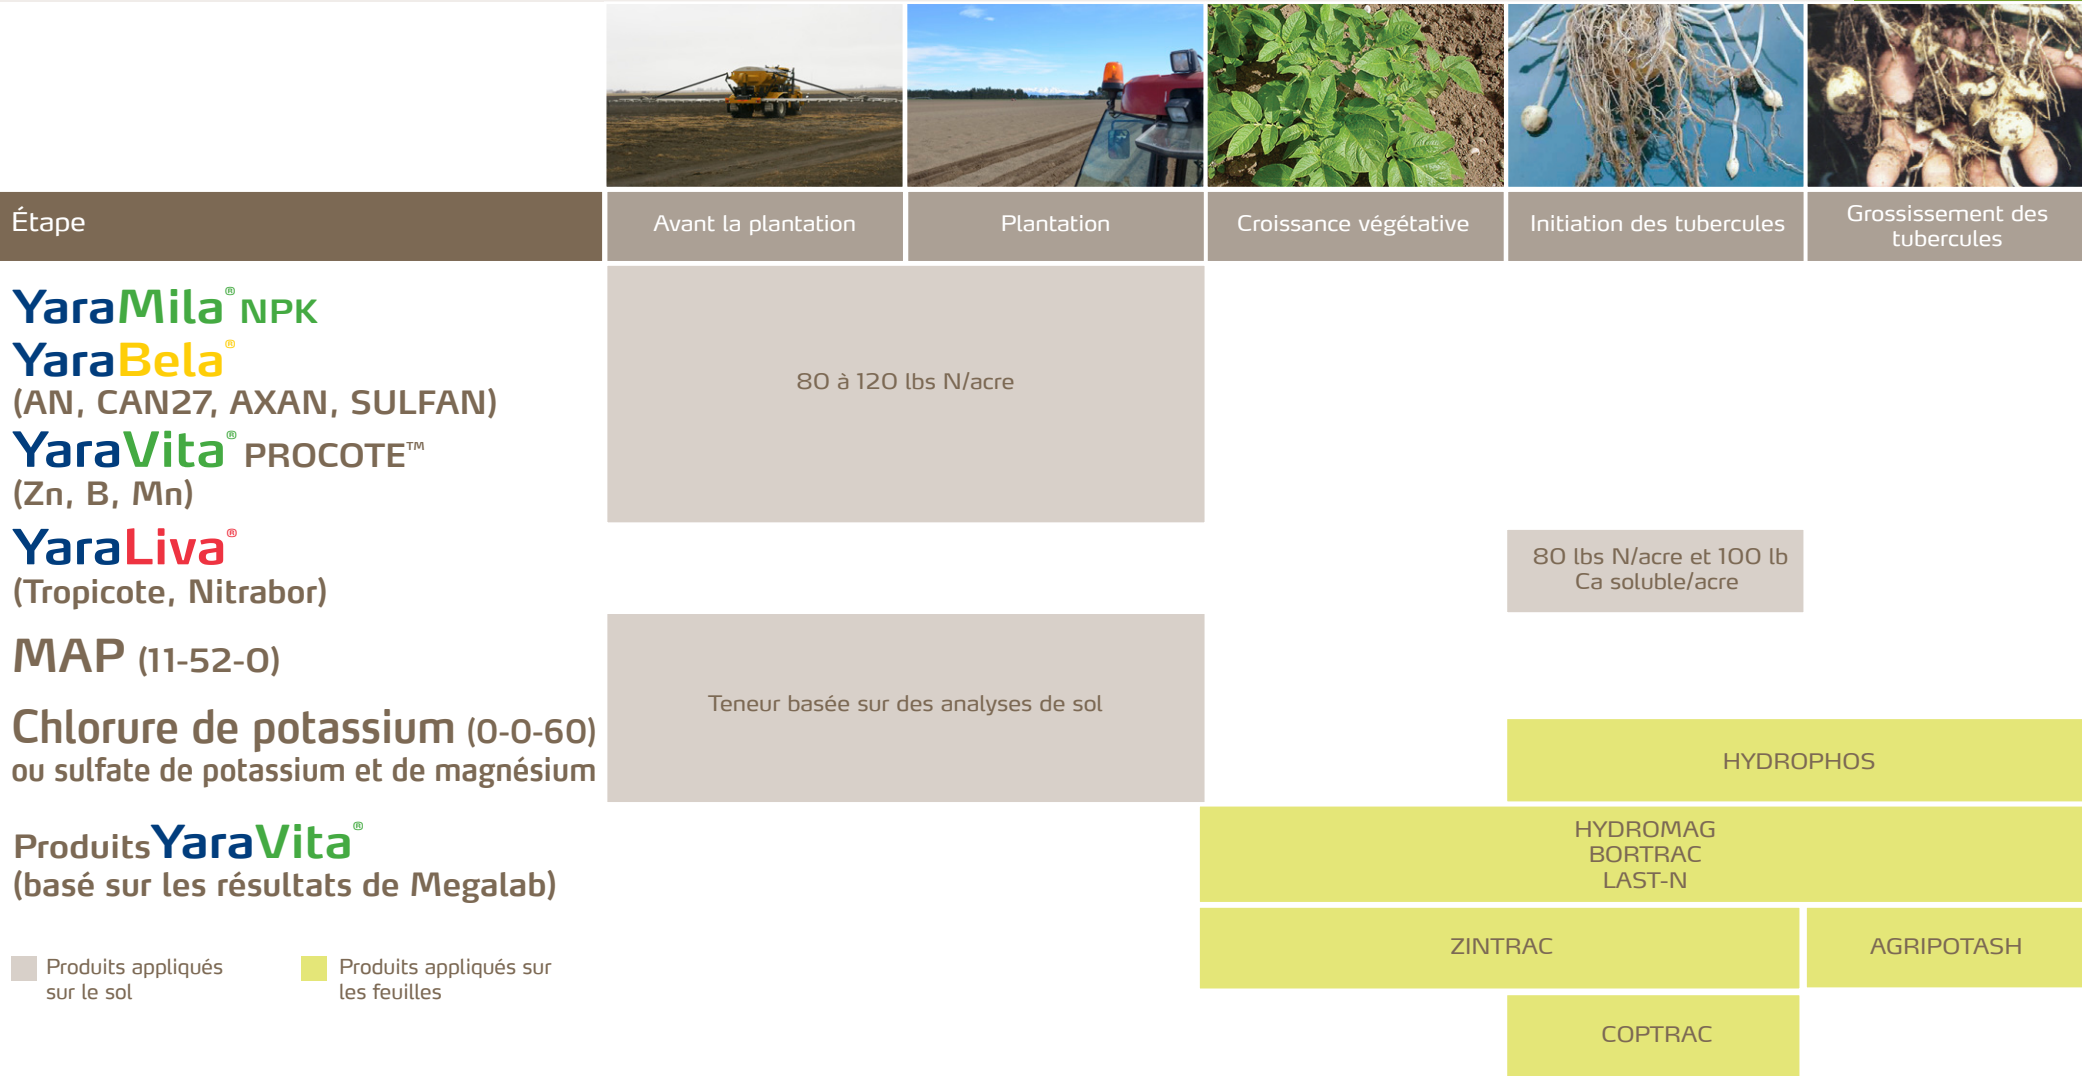 Étape
Avant la plantation
Plantation
Croissance végétative
Initiation des tubercules
Grossissement des
tubercules
YaraMila® NPK
YaraBela®
(AN, CAN27, AXAN, SULFAN)
YaraVita® PROCOTE™
(Zn, B, Mn)
80 à 120 lbs N/acre
YaraLiva®
(Tropicote, Nitrabor)
80 lbs N/acre et 100 lb
Ca soluble/acre
MAP (11-52-0)
Chlorure de potassium (0-0-60)
ou sulfate de potassium et de magnésium
Teneur basée sur des analyses de sol
Produits YaraVita®
(basé sur les résultats de Megalab)
HYDROPHOS
HYDROMAG
BORTRAC
LAST-N
ZINTRAC
AGRIPOTASH
COPTRAC
Produits appliqués
sur le sol
Produits appliqués sur
les feuilles